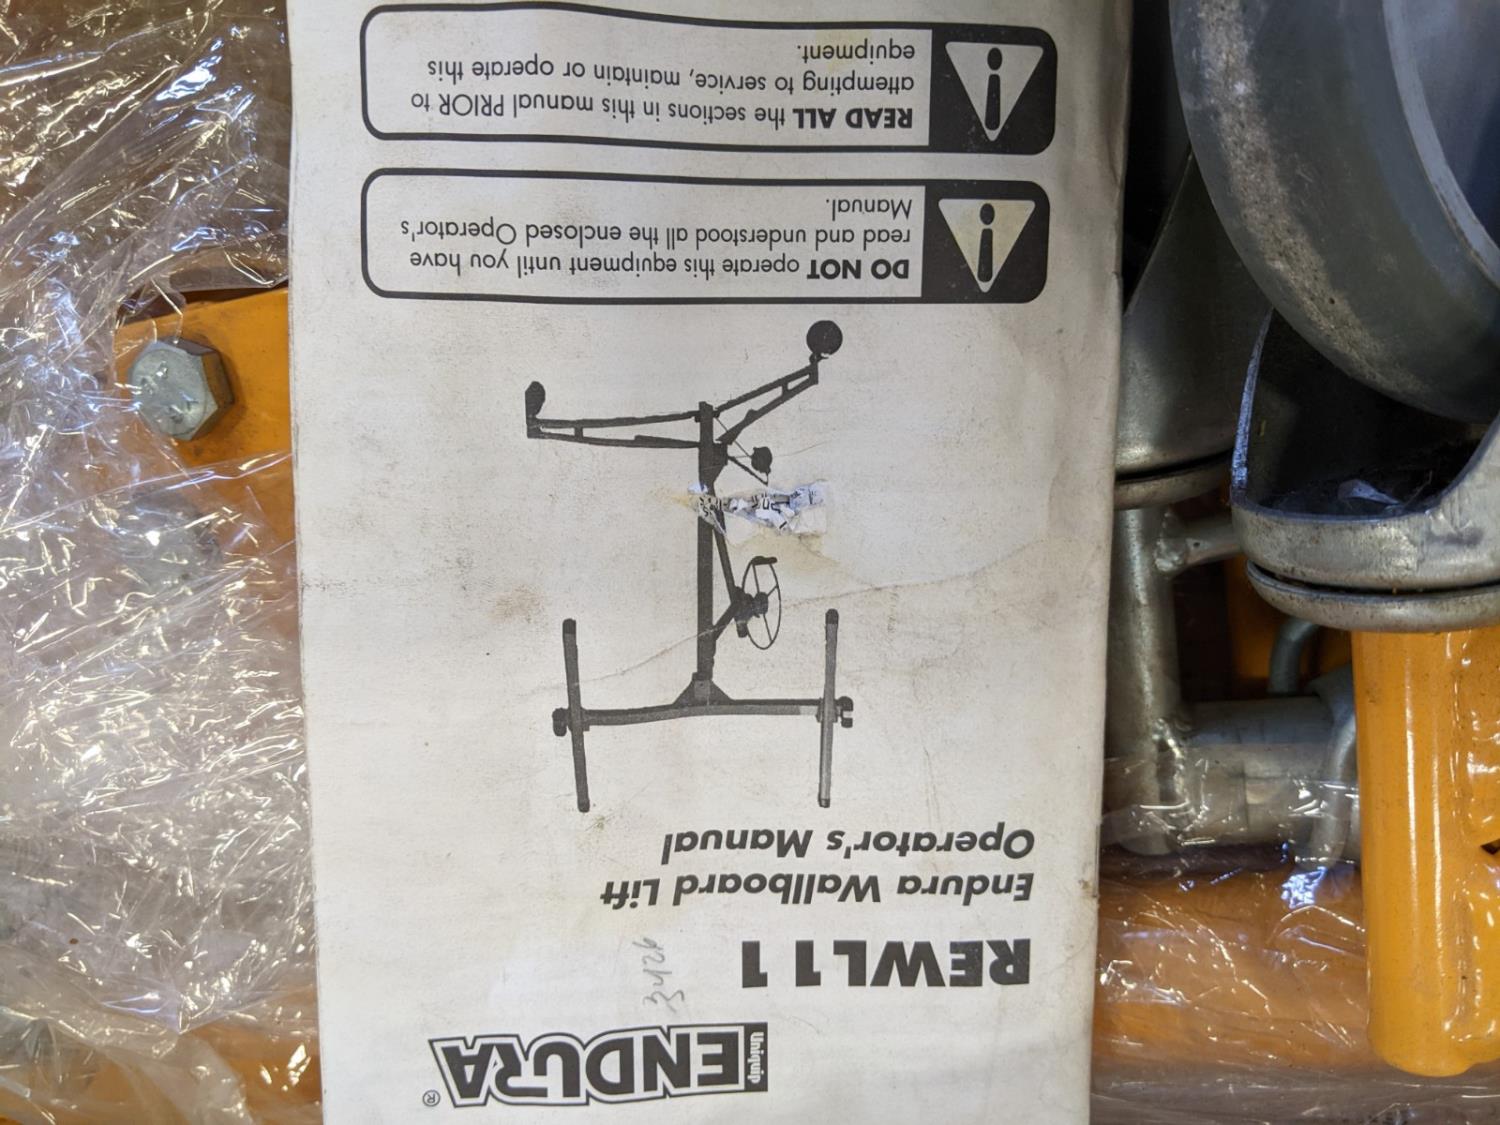 Uniquip
ENDURA®
REWL11
Endura Wallboard Lift
Operator's Manual
DO NOT operate this equipment until you have
read and understood all the enclosed Operator's
Manual.
READ ALL the sections in this manual PRIOR to
attempting to service, maintain or operate this
equipment.